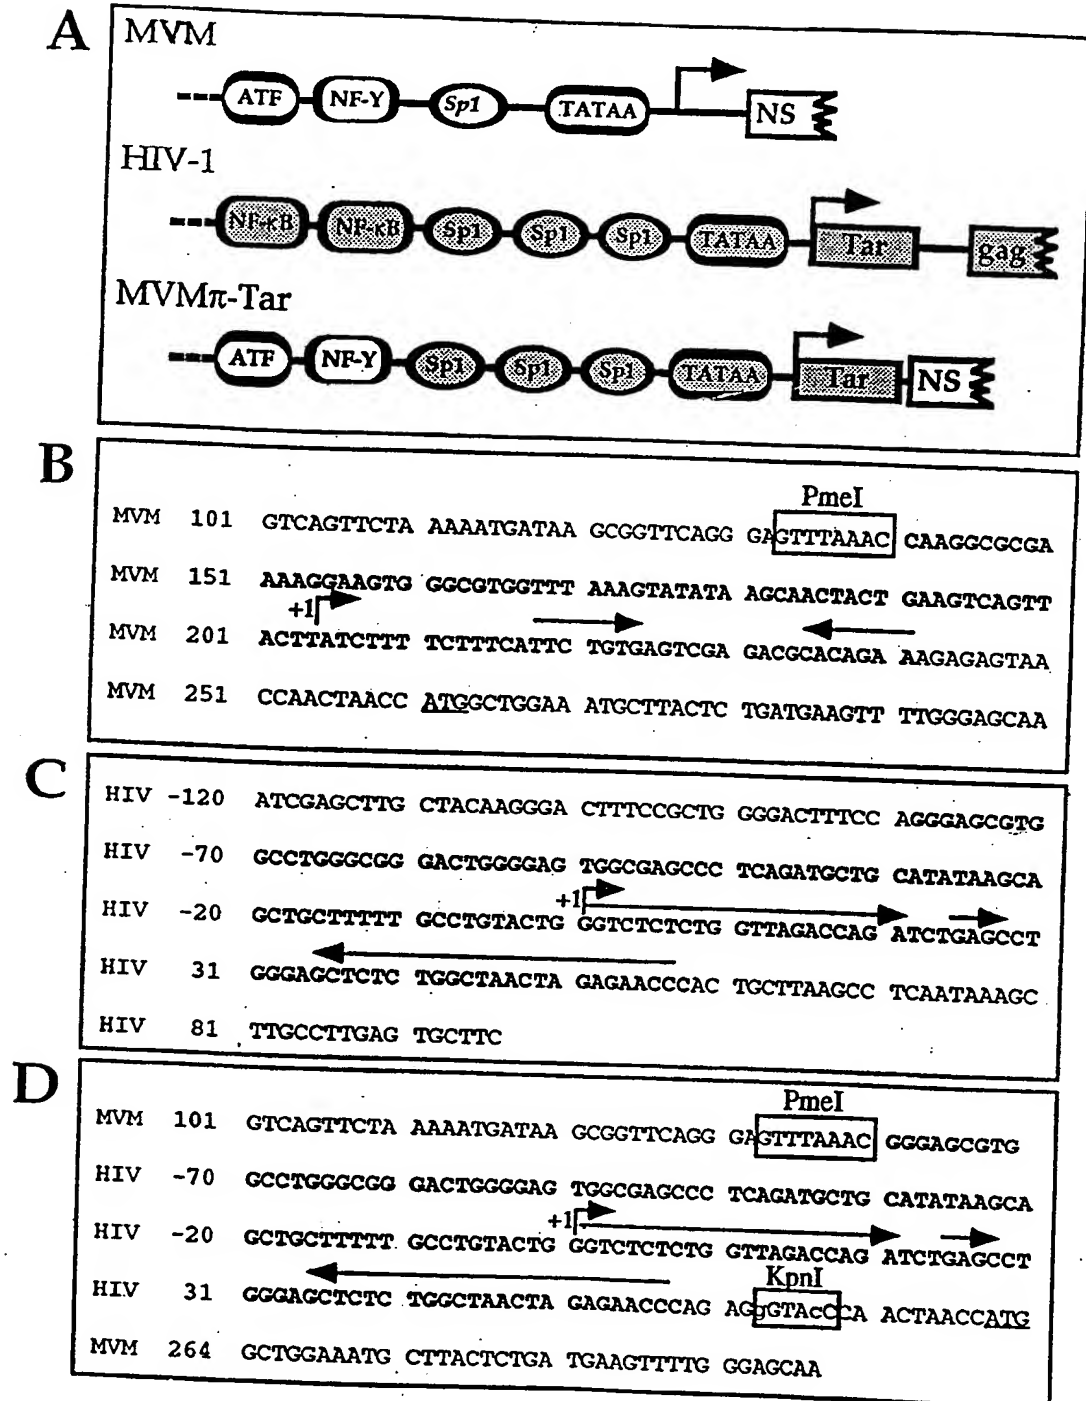 A
MVM
ATF NF-Y Sp1 TATAA NS
HIV-1
NF-κB NF-κB Sp1 Sp1 Sp1 TATAA Tar gag
MVMπ-Tar
ATF NF-Y Sp1 Sp1 Sp1 TATAA Tar NS
B
PmeI
MVM 101 GTCAGTTCTA AAAATGATAA GCGGTTCAGG GAGTTTAAAC CAAGGCGCGA
MVM 151 AAAGGAAGTG GGCGTGGTTT AAAGTATATA AGCAACTACT GAAGTCAGTT
+1
MVM 201 ACTTATCTTT TCTTTCATTC TGTGAGTCGA GACGCACAGA AAGAGAGTAA
MVM 251 CCAACTAACC ATGGCTGGAA ATGCTTACTC TGATGAAGTT TTGGGAGCAA
C
HIV -120 ATCGAGCTTG CTACAAGGGA CTTTCCGCTG GGGACTTTCC AGGGAGCGTG
HIV -70 GCCTGGGCGG GACTGGGGAG TGGCGAGCCC TCAGATGCTG CATATAAGCA
+1
HIV -20 GCTGCTTTTT GCCTGTACTG GGTCTCTCTG GTTAGACCAG ATCTGAGCCT
HIV 31 GGGAGCTCTC TGGCTAACTA GAGAACCCAC TGCTTAAGCC TCAATAAAGC
HIV 81 TTGCCTTGAG TGCTTC
D
PmeI
MVM 101 GTCAGTTCTA AAAATGATAA GCGGTTCAGG GAGTTTAAAC GGGAGCGTG
HIV -70 GCCTGGGCGG GACTGGGGAG TGGCGAGCCC TCAGATGCTG CATATAAGCA
+1
HIV -20 GCTGCTTTTT GCCTGTACTG GGTCTCTCTG GTTAGACCAG ATCTGAGCCT
KpnI
HIV 31 GGGAGCTCTC TGGCTAACTA GAGAACCCAG AGgGTAcCCA ACTAACCATG
MVM 264 GCTGGAAATG CTTACTCTGA TGAAGTTTTG GGAGCAA